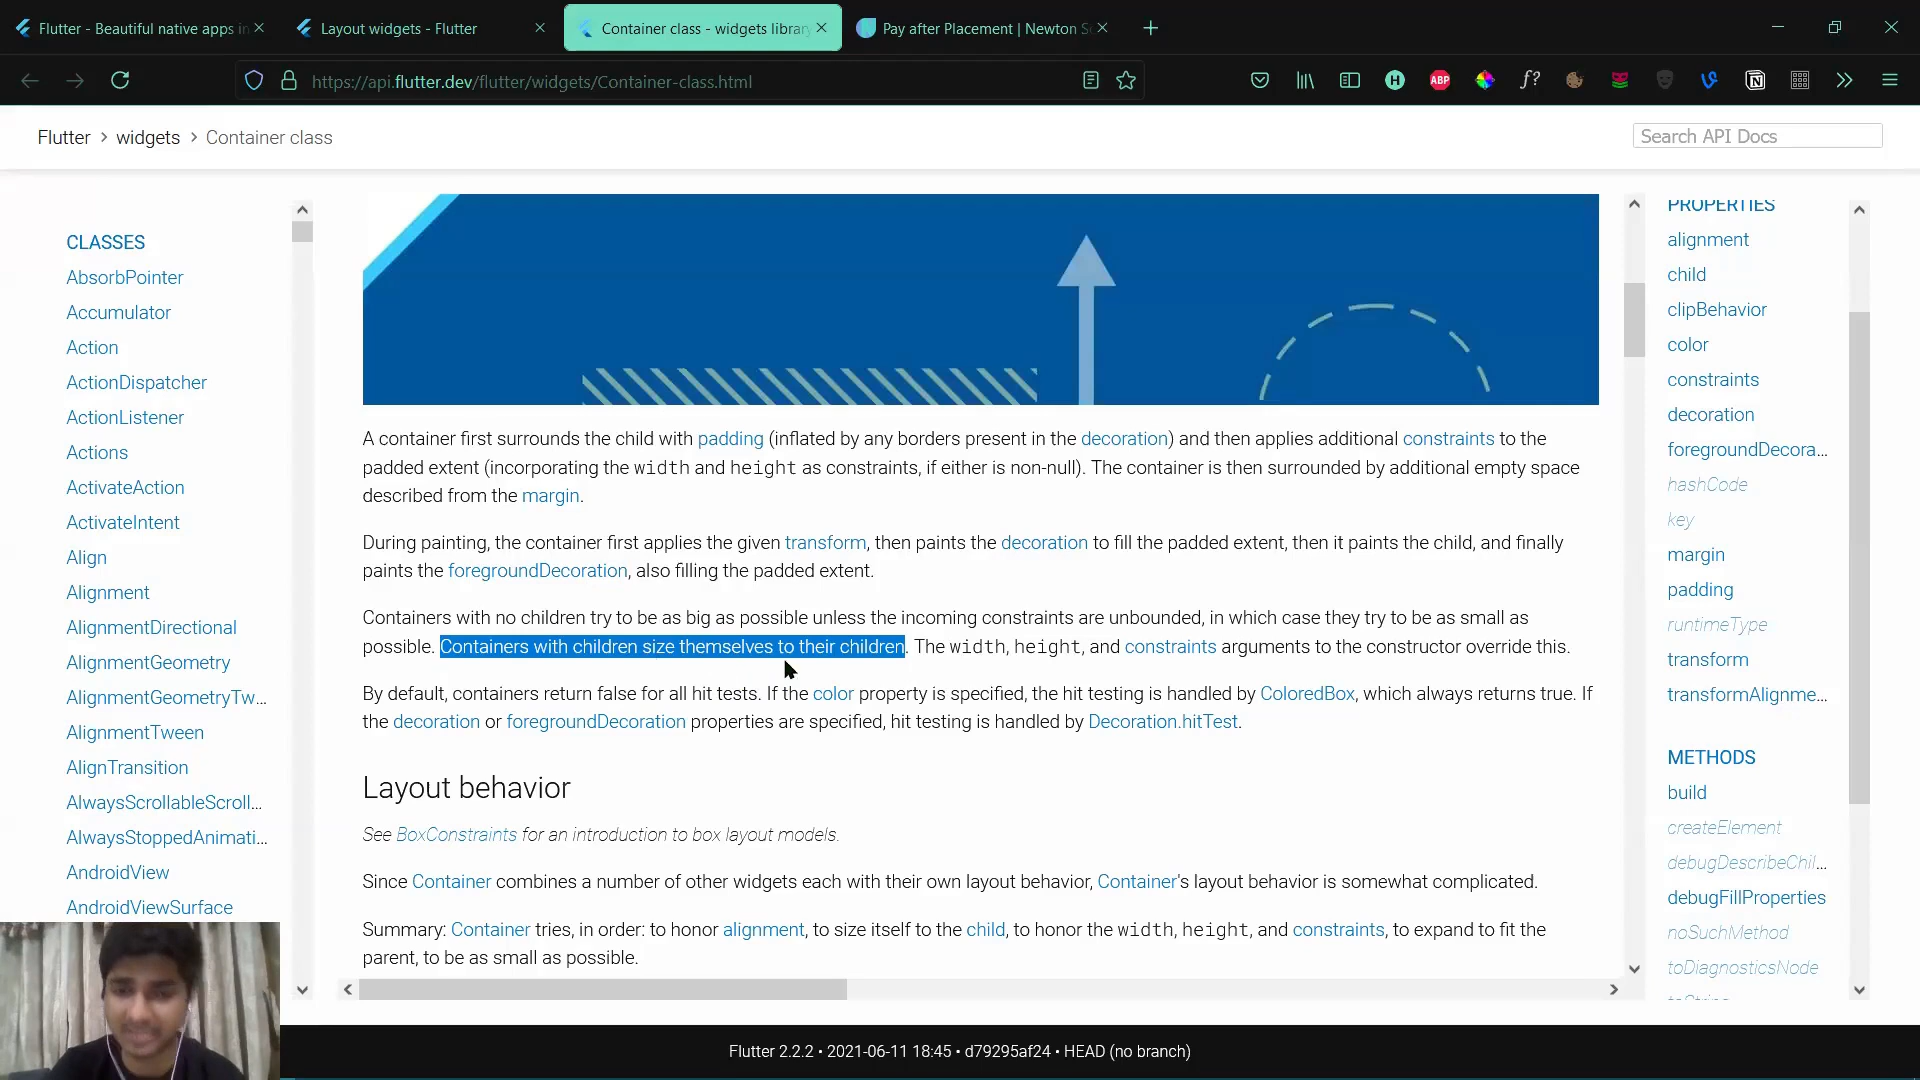 Flutter - Beautiful native apps in
Layout widgets - Flutter
Container class - widgets library
Pay after Placement | Newton Sc
https://api.flutter.dev/flutter/widgets/Container-class.html
ABP
f?
Flutter > widgets > Container class
Search API Docs
CLASSES
AbsorbPointer
Accumulator
Action
ActionDispatcher
ActionListener
Actions
ActivateAction
ActivateIntent
Align
Alignment
AlignmentDirectional
AlignmentGeometry
AlignmentGeometryTw...
AlignmentTween
AlignTransition
AlwaysScrollableScroll...
AlwaysStoppedAnimati...
AndroidView
AndroidViewSurface
A container first surrounds the child with padding (inflated by any borders present in the decoration) and then applies additional constraints to the
padded extent (incorporating the width and height as constraints, if either is non-null). The container is then surrounded by additional empty space
described from the margin.
During painting, the container first applies the given transform, then paints the decoration to fill the padded extent, then it paints the child, and finally
paints the foregroundDecoration, also filling the padded extent.
Containers with no children try to be as big as possible unless the incoming constraints are unbounded, in which case they try to be as small as
possible. Containers with children size themselves to their children. The width, height, and constraints arguments to the constructor override this.
By default, containers return false for all hit tests. If the color property is specified, the hit testing is handled by ColoredBox, which always returns true. If
the decoration or foregroundDecoration properties are specified, hit testing is handled by Decoration.hitTest.
Layout behavior
See BoxConstraints for an introduction to box layout models.
Since Container combines a number of other widgets each with their own layout behavior, Container's layout behavior is somewhat complicated.
Summary: Container tries, in order: to honor alignment, to size itself to the child, to honor the width, height, and constraints, to expand to fit the
parent, to be as small as possible.
PROPERTIES
alignment
child
clipBehavior
color
constraints
decoration
foregroundDecora...
hashCode
key
margin
padding
runtimeType
transform
transformAlignme...
METHODS
build
createElement
debugDescribeChil...
debugFillProperties
noSuchMethod
toDiagnosticsNode
Flutter 2.2.2 • 2021-06-11 18:45 • d79295af24 • HEAD (no branch)